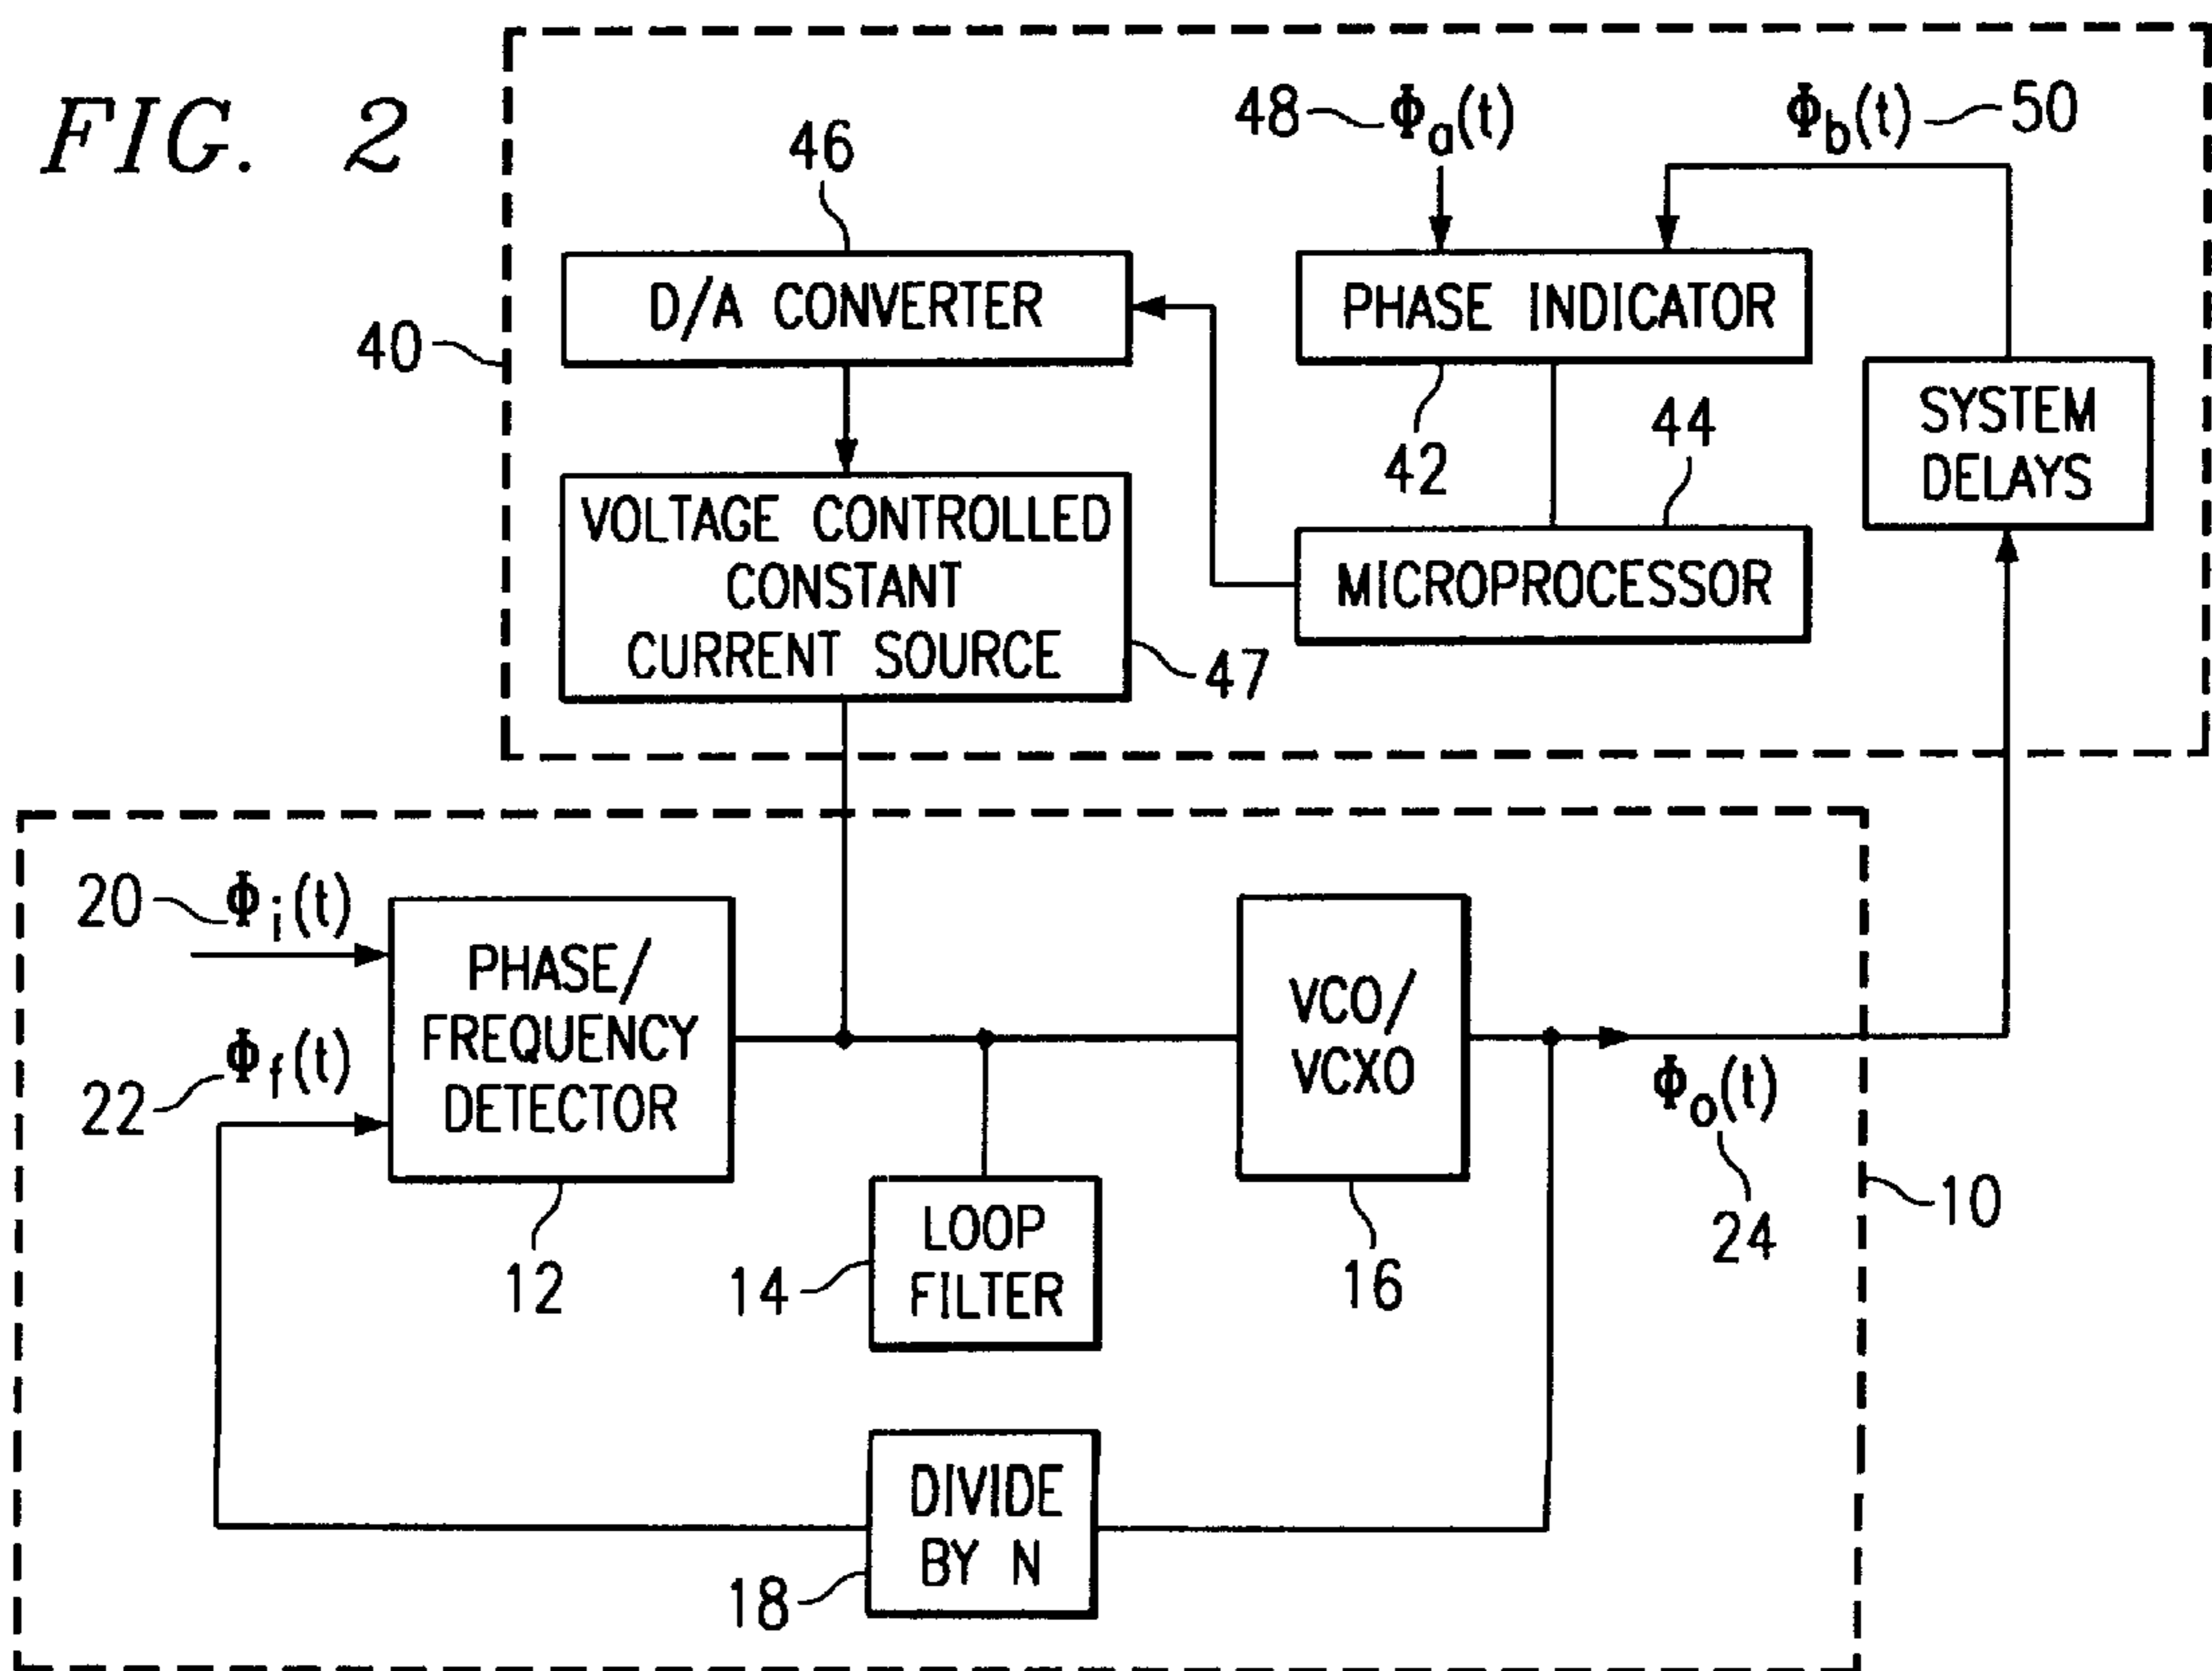 FIG. 2
48 Φa(t)
Φb(t) 50
46
D/A CONVERTER
PHASE INDICATOR
40
42
44
SYSTEM
DELAYS
VOLTAGE CONTROLLED
CONSTANT
CURRENT SOURCE
47
MICROPROCESSOR
20 Φi(t)
22 Φf(t)
PHASE/
FREQUENCY
DETECTOR
12
LOOP
FILTER
14
VCO/
VCXO
16
Φo(t)
24
10
DIVIDE
BY N
18